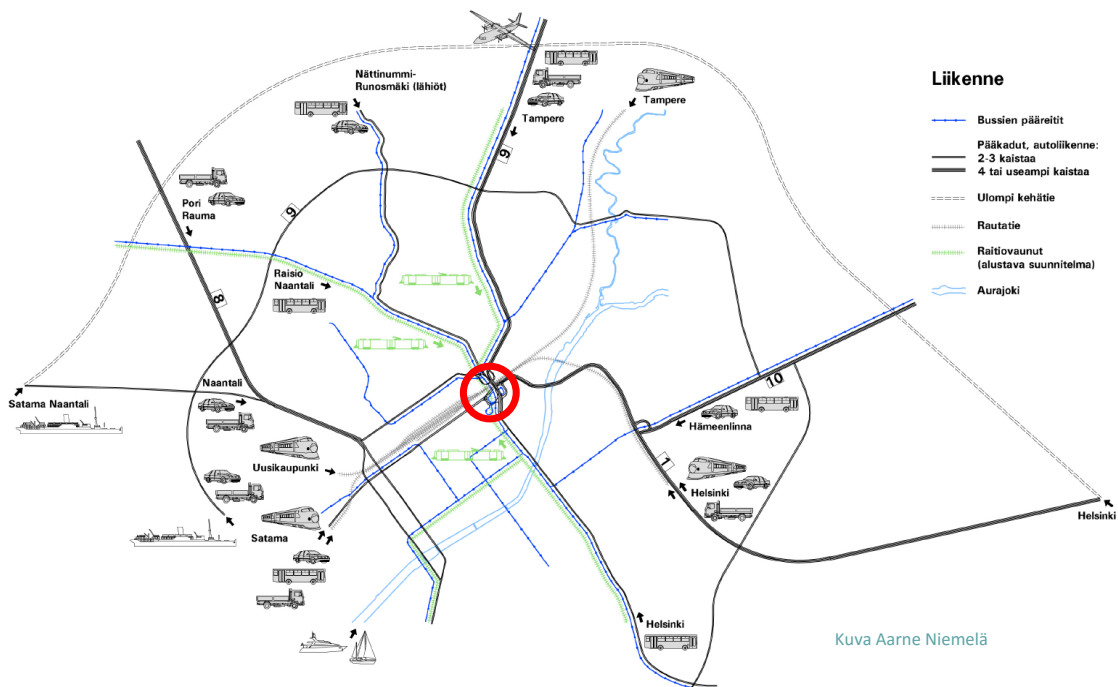 Liikenne
Bussien pääreitit
Pääkadut, autoliikenne:
2-3 kaistaa
4 tai useampi kaistaa
Ulompi kehätie
Rautatie
Raitiovaunut
(alustava suunnitelma)
Aurajoki
Nättinummi-
Runosmäki (lähiöt)
Tampere
9
Tampere
Pori
Rauma
9
8
Raisio
Naantali
Satama Naantali
Naantali
Uusikaupunki
Satama
10
Hämeenlinna
1
Helsinki
Helsinki
Helsinki
Kuva Aarne Niemelä